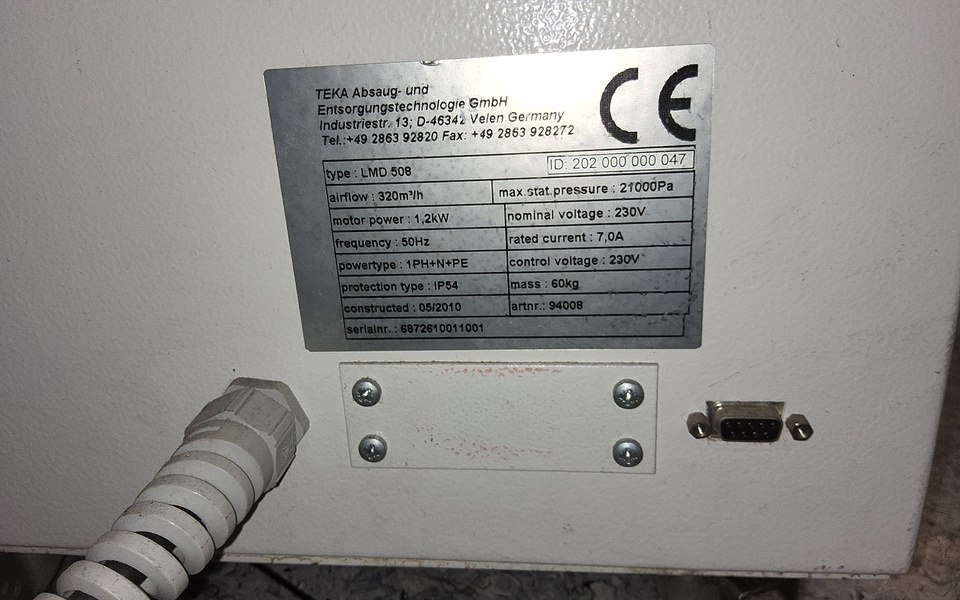 TEKA Absaug- und
Entsorgungstechnologie GmbH
Industriestr. 13; D-46342 Velen Germany
Tel.:+49 2863 92820 Fax: +49 2863 928272
CE
ID: 202 000 000 047
type : LMD 508
airflow : 320m³/h
max.stat.pressure : 21000Pa
motor power : 1,2kW
nominal voltage : 230V
frequency : 50Hz
rated current : 7,0A
powertype : 1PH+N+PE
control voltage : 230V
protection type : IP54
mass : 60kg
constructed : 05/2010
artnr.: 94008
serialnr. : 6872610011001